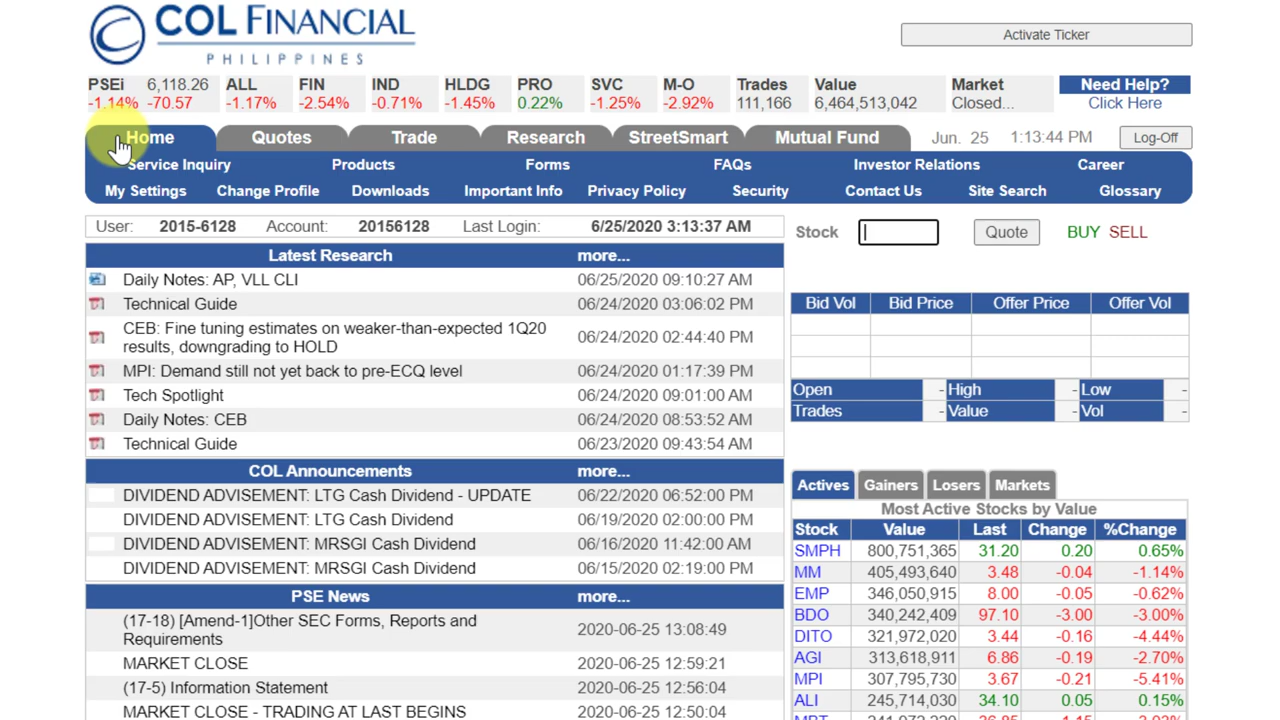 COL FINANCIAL
PHILIPPINES
Activate Ticker
PSEi 6,118.26 ALL FIN IND HLDG PRO SVC M-O Trades Value Market
-1.14% -70.57 -1.17% -2.54% -0.71% -1.45% 0.22% -1.25% -2.92% 111,166 6,464,513,042 Closed...
Need Help?
Click Here
Home Quotes Trade Research StreetSmart Mutual Fund Jun. 25 1:13:44 PM Log-Off
Service Inquiry Products Forms FAQs Investor Relations Career
My Settings Change Profile Downloads Important Info Privacy Policy Security Contact Us Site Search Glossary
User: 2015-6128 Account: 20156128 Last Login: 6/25/2020 3:13:37 AM
Latest Research more...
Daily Notes: AP, VLL CLI 06/25/2020 09:10:27 AM
Technical Guide 06/24/2020 03:06:02 PM
CEB: Fine tuning estimates on weaker-than-expected 1Q20
results, downgrading to HOLD 06/24/2020 02:44:40 PM
MPI: Demand still not yet back to pre-ECQ level 06/24/2020 01:17:39 PM
Tech Spotlight 06/24/2020 09:01:00 AM
Daily Notes: CEB 06/24/2020 08:53:52 AM
Technical Guide 06/23/2020 09:43:54 AM
COL Announcements more...
DIVIDEND ADVISEMENT: LTG Cash Dividend - UPDATE 06/22/2020 06:52:00 PM
DIVIDEND ADVISEMENT: LTG Cash Dividend 06/19/2020 02:00:00 PM
DIVIDEND ADVISEMENT: MRSGI Cash Dividend 06/16/2020 11:42:00 AM
DIVIDEND ADVISEMENT: MRSGI Cash Dividend 06/15/2020 02:19:00 PM
PSE News more...
(17-18) [Amend-1]Other SEC Forms, Reports and
Requirements 2020-06-25 13:08:49
MARKET CLOSE 2020-06-25 12:59:21
(17-5) Information Statement 2020-06-25 12:56:04
MARKET CLOSE - TRADING AT LAST BEGINS 2020-06-25 12:50:04
Stock Quote BUY SELL
Bid Vol Bid Price Offer Price Offer Vol
Open - High - Low -
Trades - Value - Vol -
Actives Gainers Losers Markets
Most Active Stocks by Value
Stock Value Last Change %Change
SMPH 800,751,365 31.20 0.20 0.65%
MM 405,493,640 3.48 -0.04 -1.14%
EMP 346,050,915 8.00 -0.05 -0.62%
BDO 340,242,409 97.10 -3.00 -3.00%
DITO 321,972,020 3.44 -0.16 -4.44%
AGI 313,618,911 6.86 -0.19 -2.70%
MPI 307,795,730 3.67 -0.21 -5.41%
ALI 245,714,030 34.10 0.05 0.15%